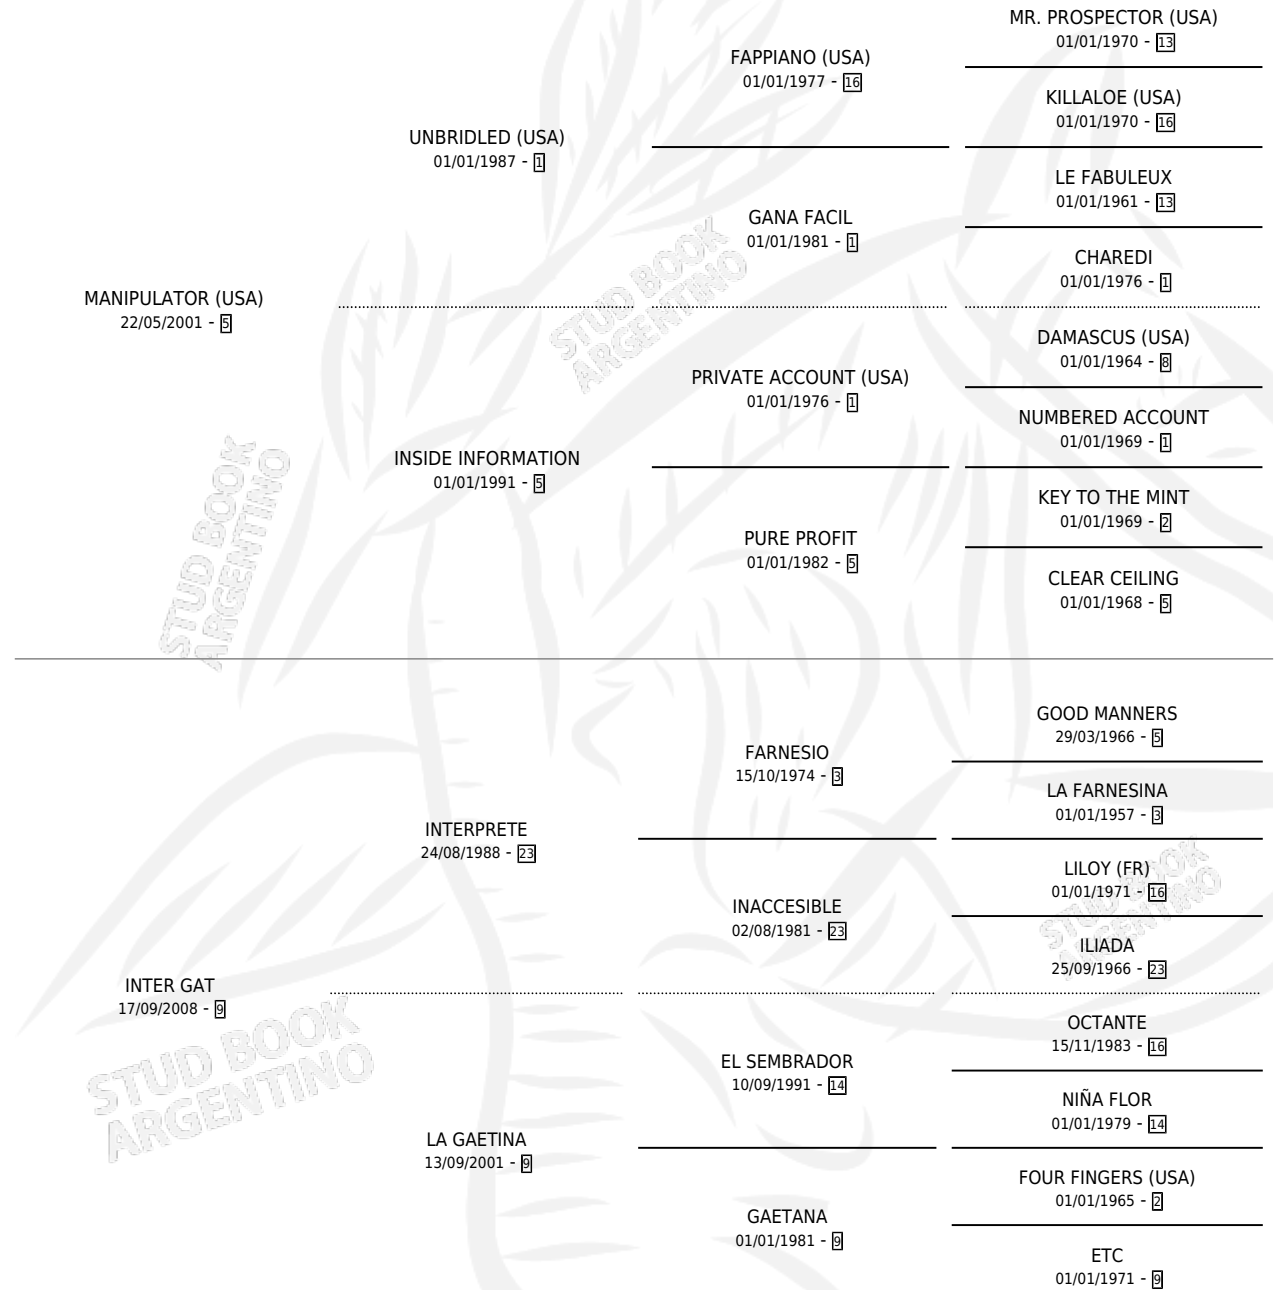 MR. PROSPECTOR (USA)
01/01/1970 - 13
FAPPIANO (USA)
01/01/1977 - 16
KILLALOE (USA)
01/01/1970 - 16
UNBRIDLED (USA)
01/01/1987 - 1
LE FABULEUX
01/01/1961 - 13
GANA FACIL
01/01/1981 - 1
CHAREDI
01/01/1976 - 1
MANIPULATOR (USA)
22/05/2001 - 5
DAMASCUS (USA)
01/01/1964 - 8
PRIVATE ACCOUNT (USA)
01/01/1976 - 1
NUMBERED ACCOUNT
01/01/1969 - 1
INSIDE INFORMATION
01/01/1991 - 5
KEY TO THE MINT
01/01/1969 - 2
PURE PROFIT
01/01/1982 - 5
CLEAR CEILING
01/01/1968 - 5
GOOD MANNERS
29/03/1966 - 5
FARNESIO
15/10/1974 - 3
LA FARNESINA
01/01/1957 - 3
INTERPRETE
24/08/1988 - 23
LILOY (FR)
01/01/1971 - 16
INACCESIBLE
02/08/1981 - 23
ILIADA
25/09/1966 - 23
INTER GAT
17/09/2008 - 9
OCTANTE
15/11/1983 - 16
EL SEMBRADOR
10/09/1991 - 14
NIÑA FLOR
01/01/1979 - 14
LA GAETINA
13/09/2001 - 9
FOUR FINGERS (USA)
01/01/1965 - 2
GAETANA
01/01/1981 - 9
ETC
01/01/1971 - 9
STUD BOOK
ARGENTINO
STUD BOOK
ARGENTINO
STUD BOOK
ARGENTINO
STUD BOOK
ARGENTINO